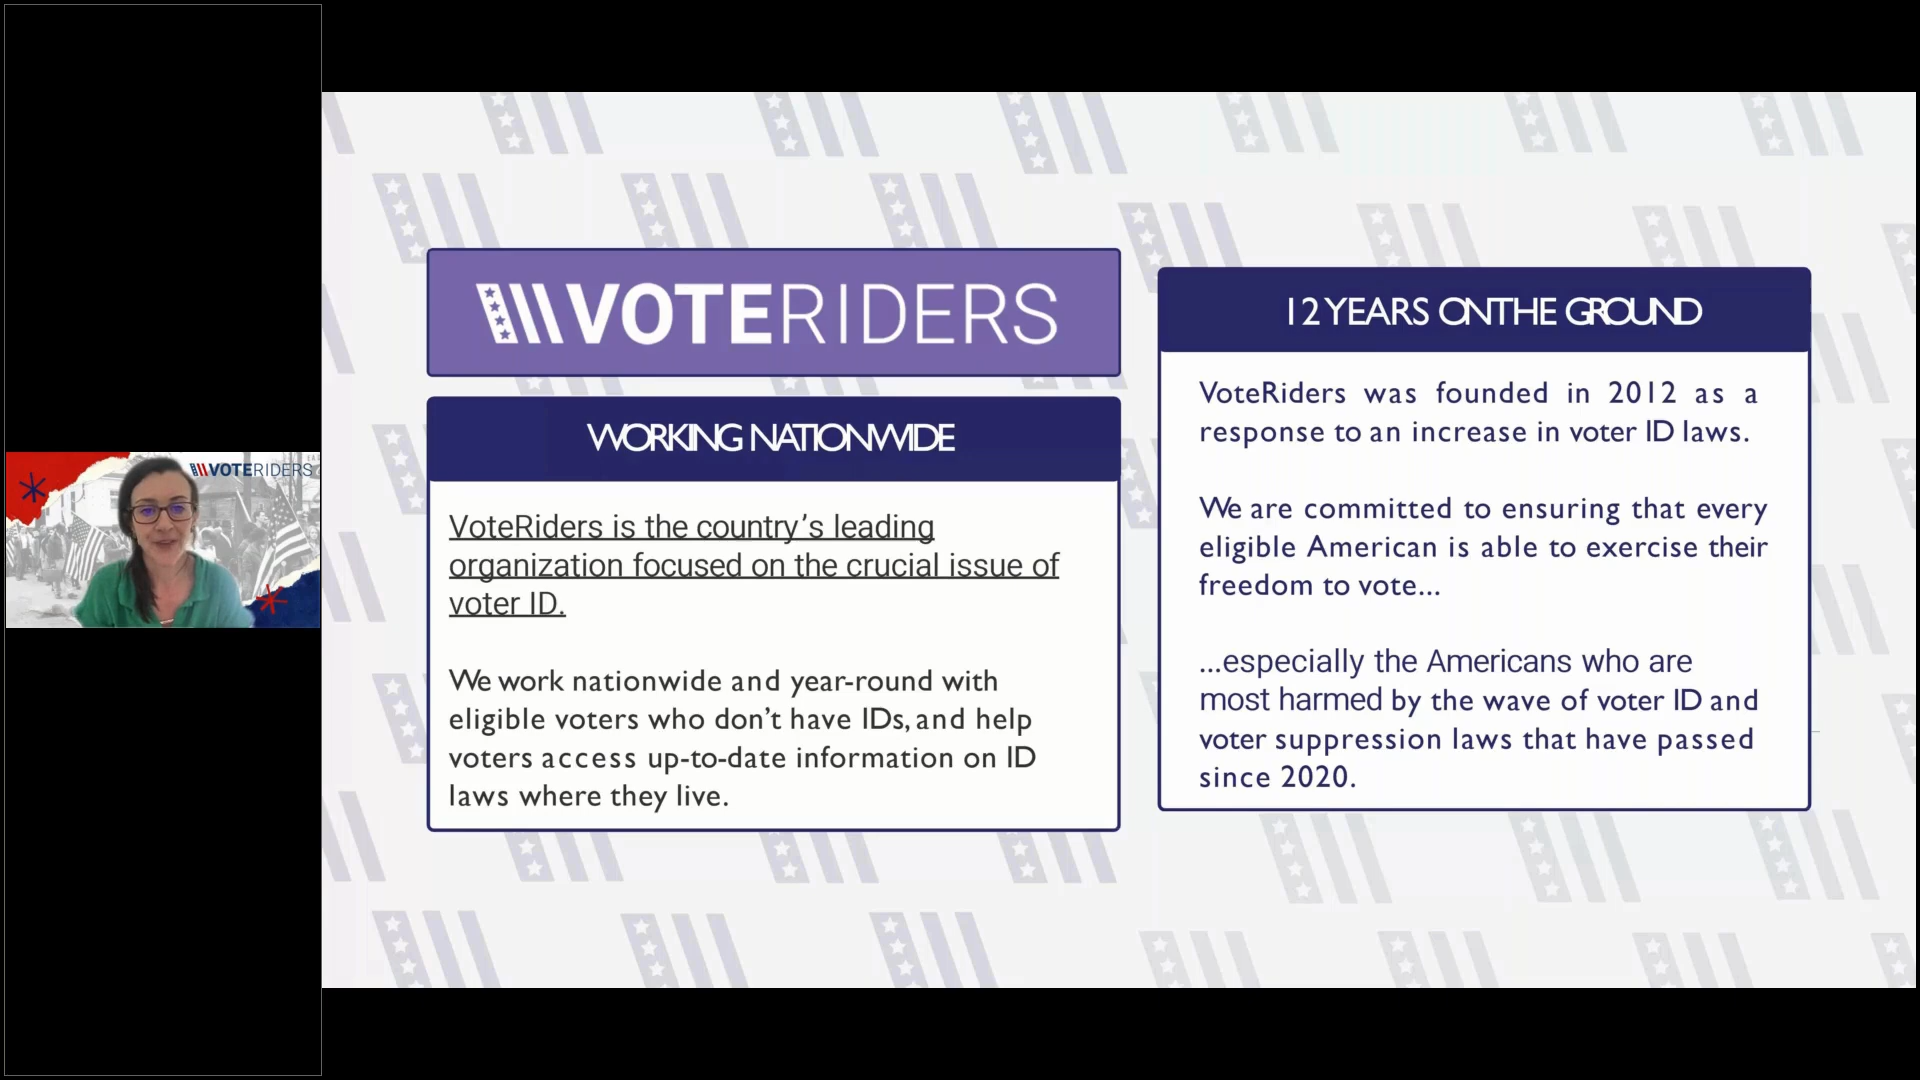 VOTERIDERS
VOTERIDERS
WORKING NATIONWIDE
VoteRiders is the country’s leading
organization focused on the crucial issue of
voter ID.
We work nationwide and year-round with
eligible voters who don’t have IDs, and help
voters access up-to-date information on ID
laws where they live.
12 YEARS ON THE GROUND
VoteRiders was founded in 2012 as a
response to an increase in voter ID laws.
We are committed to ensuring that every
eligible American is able to exercise their
freedom to vote...
...especially the Americans who are
most harmed by the wave of voter ID and
voter suppression laws that have passed
since 2020.